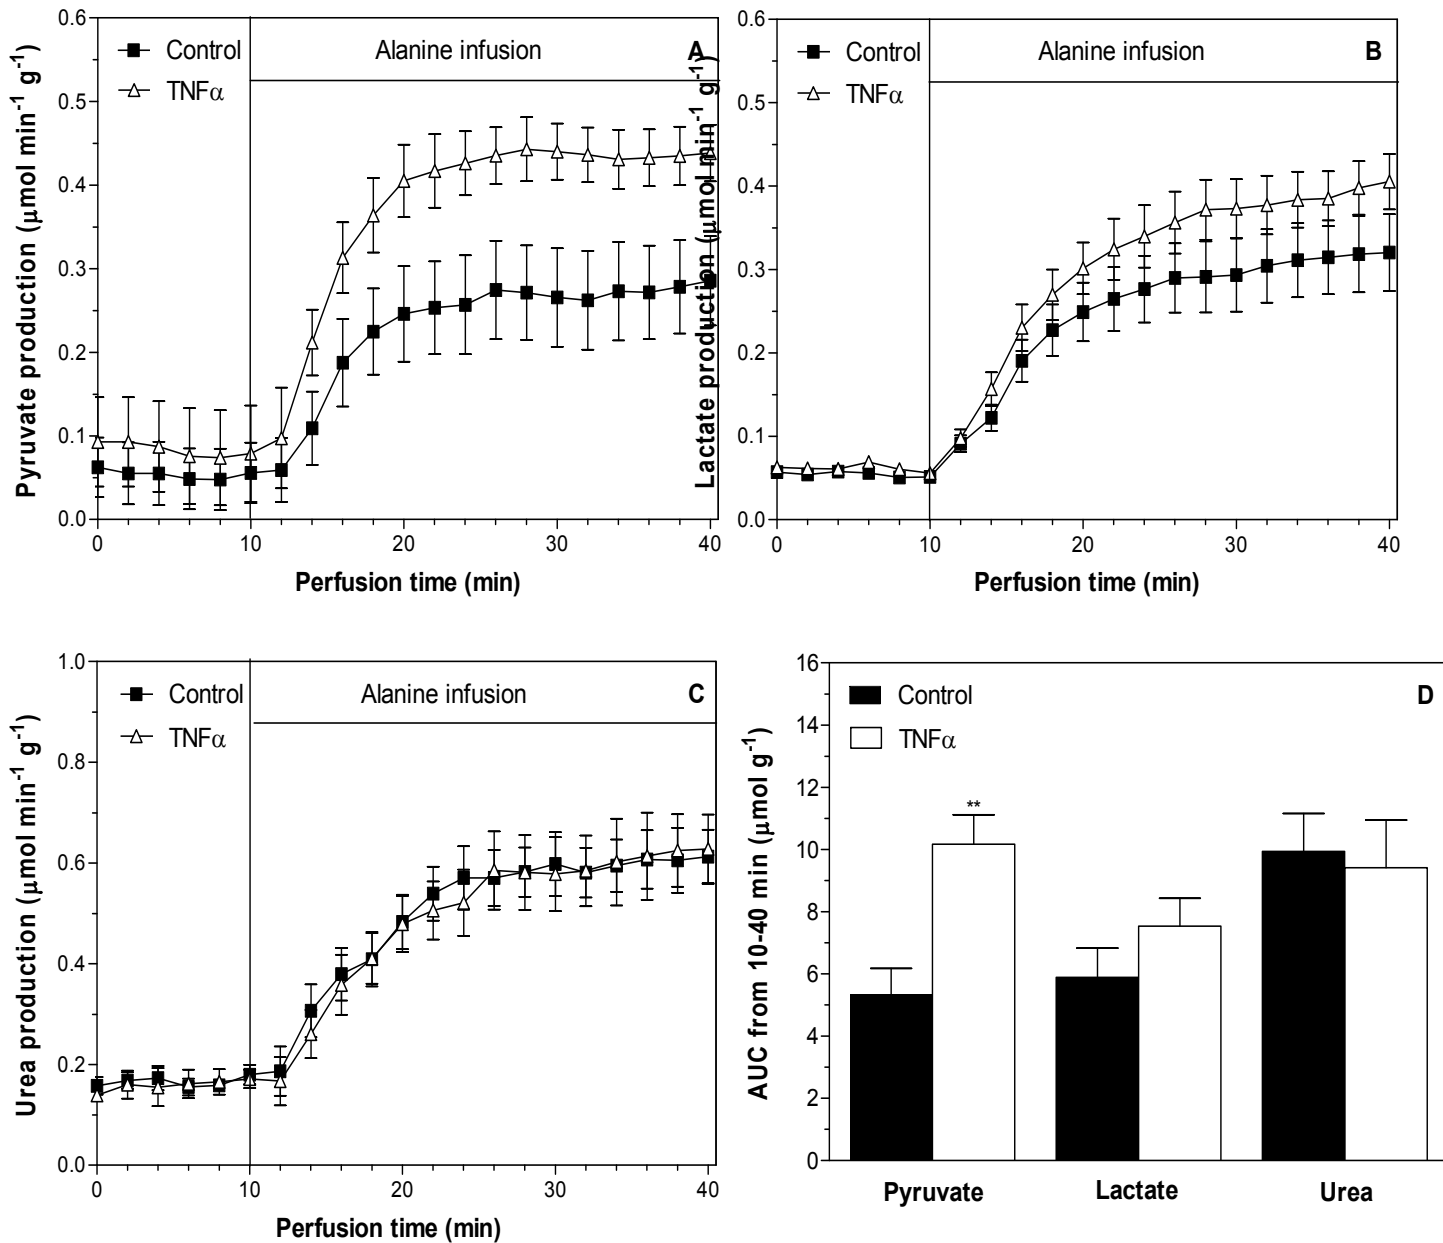 Pyruvate production (μmol min⁻¹ g⁻¹)
0.6
0.5
0.4
0.3
0.2
0.1
0.0
Control
TNFα
Alanine infusion
A
0
10
20
30
40
Perfusion time (min)
Lactate production (μmol min⁻¹ g⁻¹)
0.6
0.5
0.4
0.3
0.2
0.1
0.0
Control
TNFα
Alanine infusion
B
0
10
20
30
40
Perfusion time (min)
Urea production (μmol min⁻¹ g⁻¹)
1.0
0.8
0.6
0.4
0.2
0.0
Control
TNFα
Alanine infusion
C
0
10
20
30
40
Perfusion time (min)
AUC from 10-40 min (μmol g⁻¹)
16
14
12
10
8
6
4
2
0
Control
TNFα
D
**
Pyruvate
Lactate
Urea